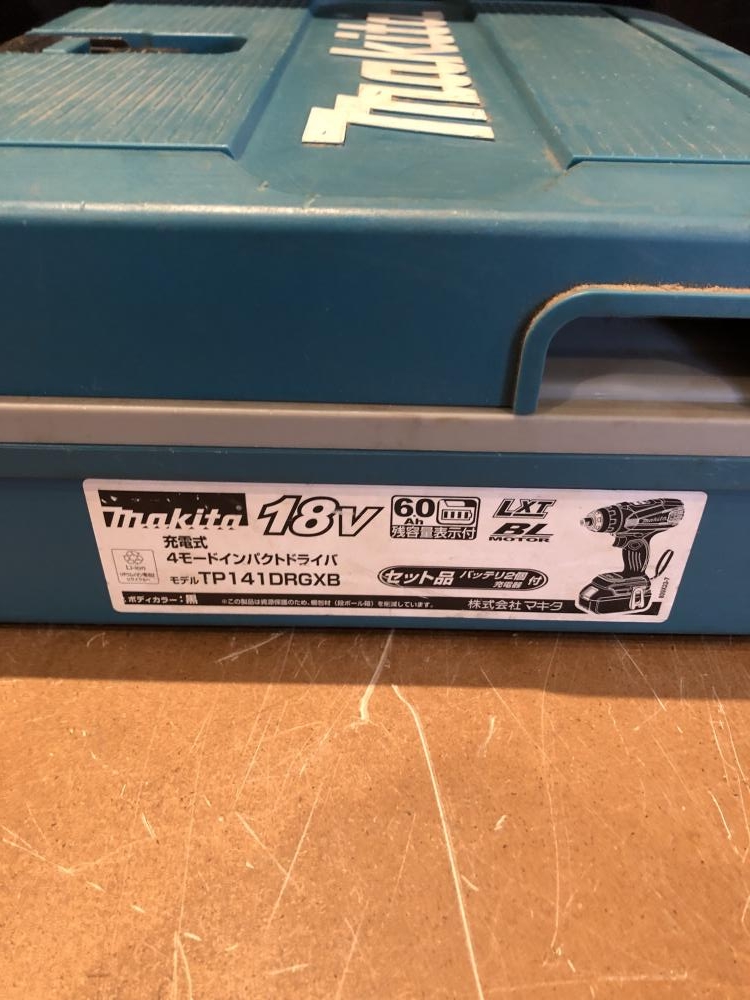 makita
makita 18V 6.0Ah 残容量表示付 LXT BL MOTOR
充電式
4モードインパクトドライバ
モデルTP141DRGXB セット品 バッテリ2個 充電器 付
Li-ion
ボディカラー：黒 ※この製品は資源保護のため、梱包材（段ボール箱）を削減しています。 株式会社 マキタ